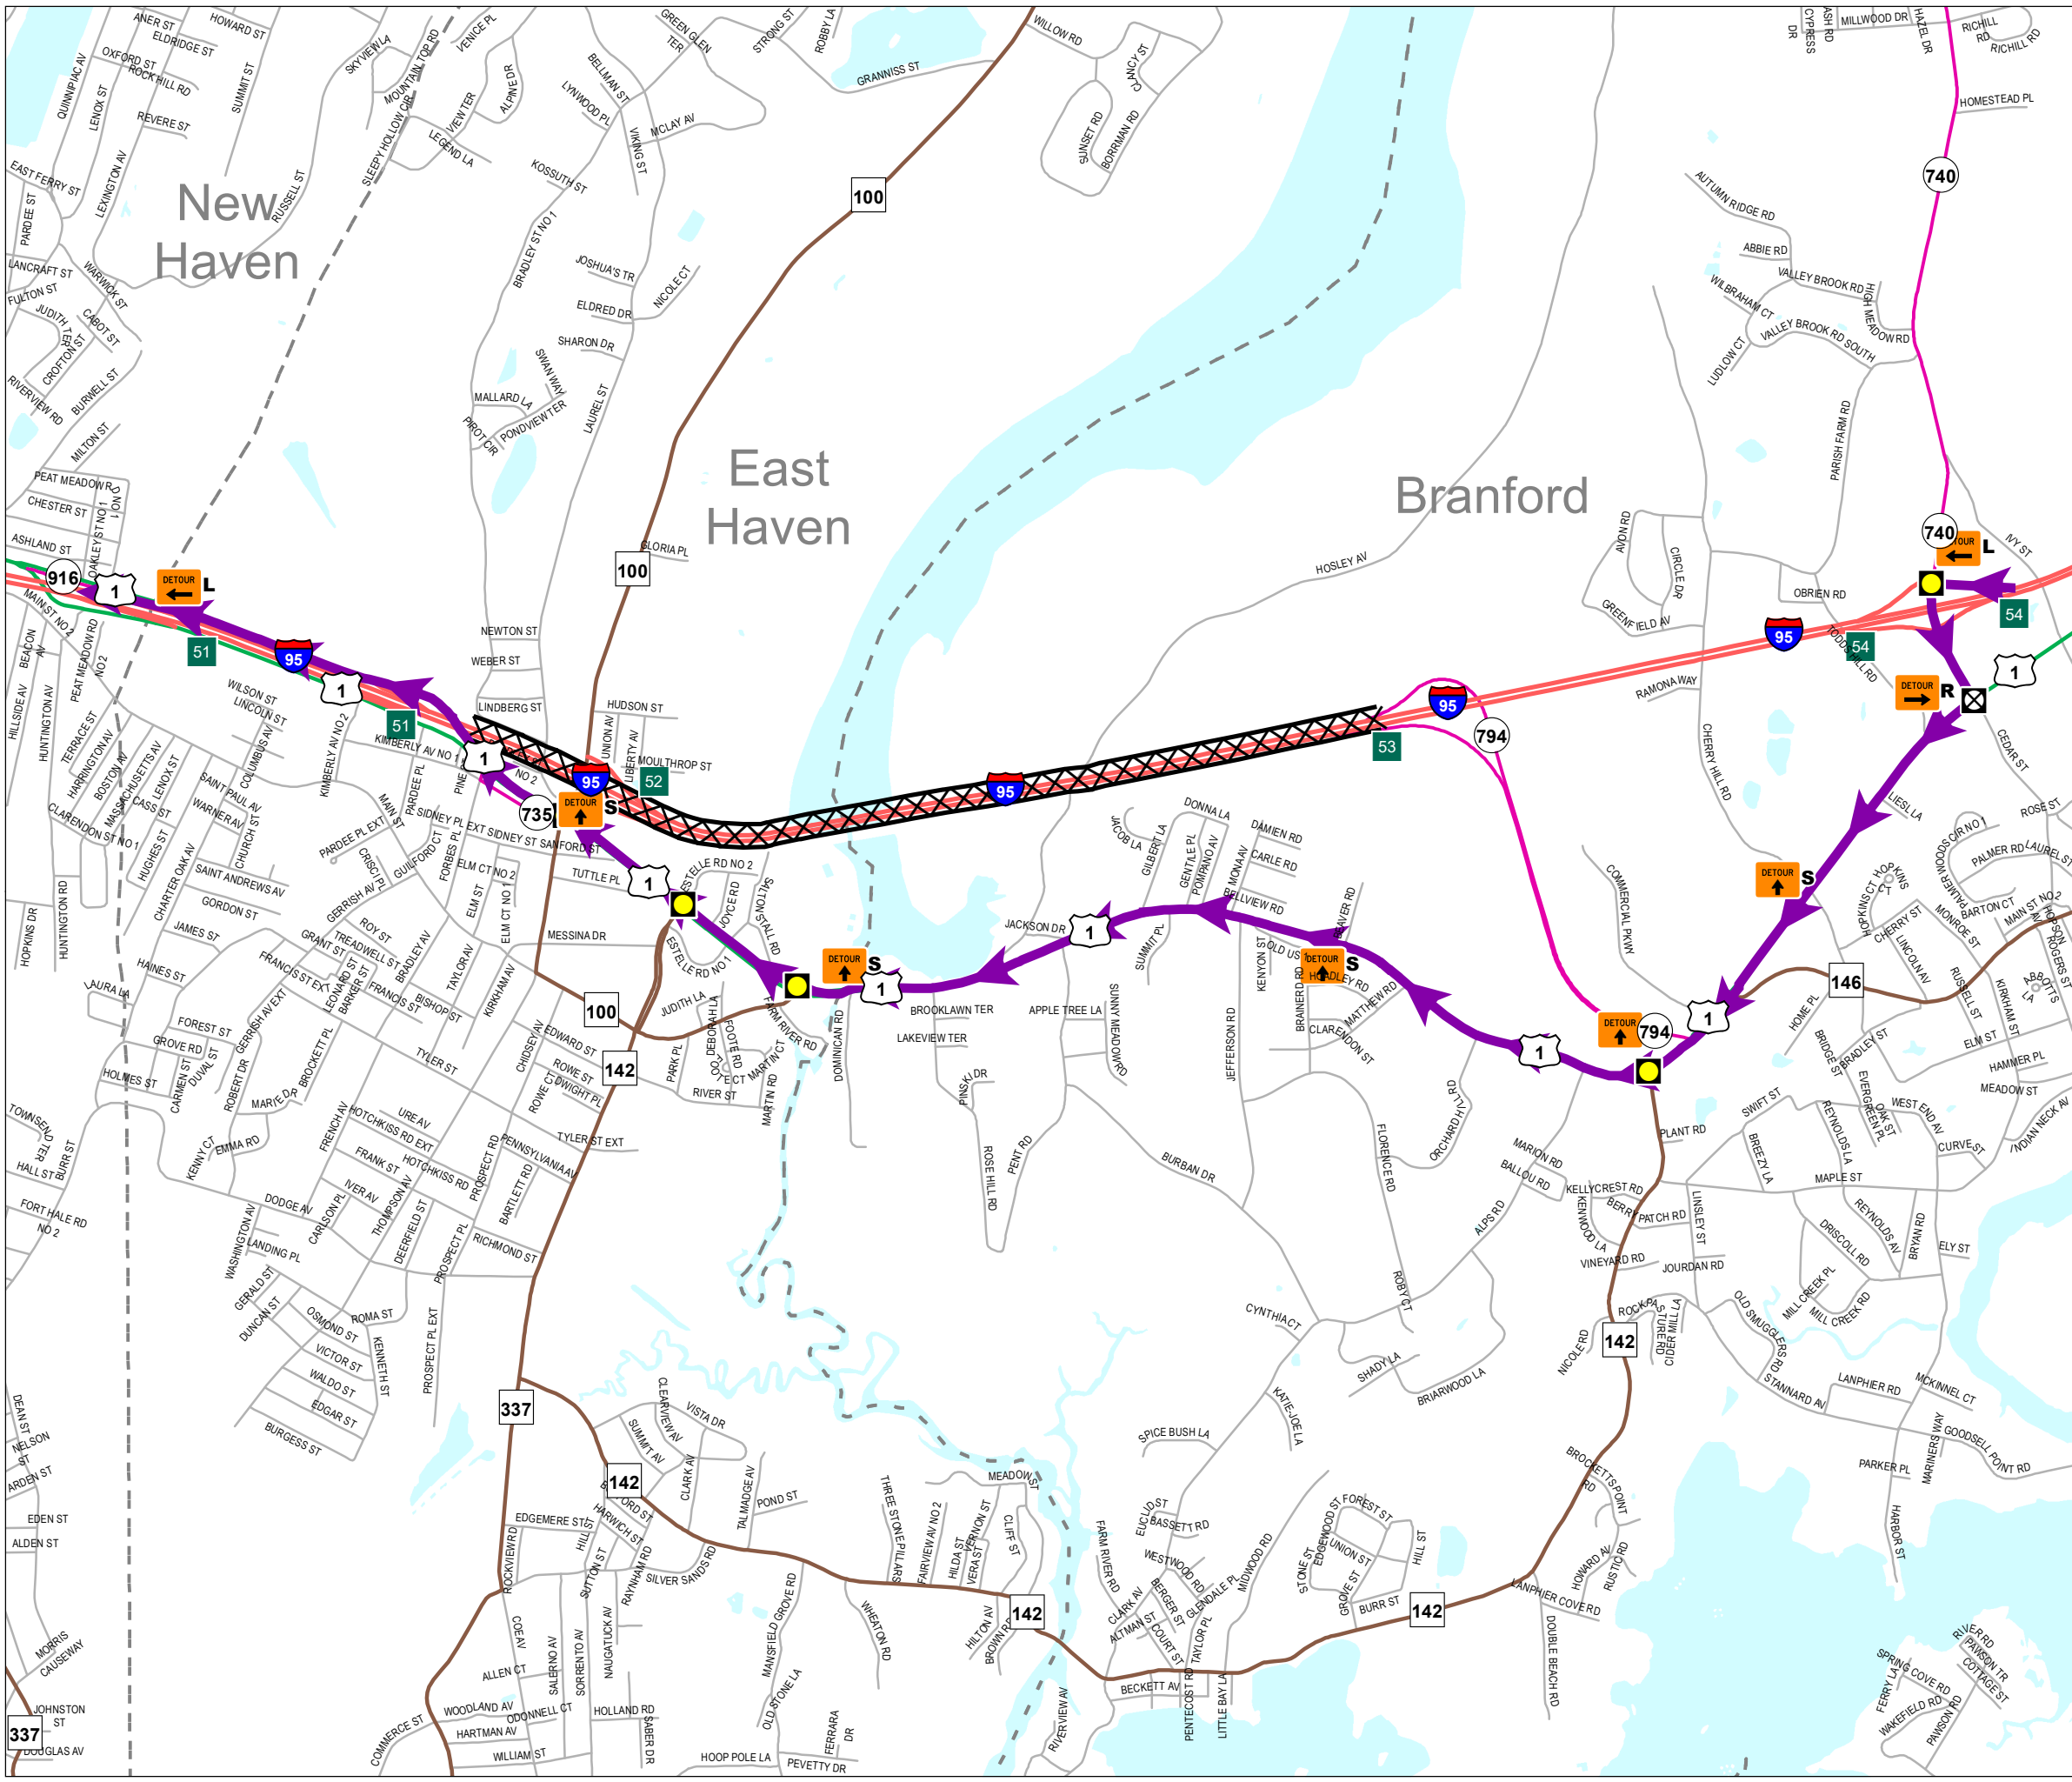 ANER ST
HOWARD ST
ELDRIDGE ST
OXFORD ST
ROCK HILL RD
QUINNIPIAC AV
LENOX ST
SUMMIT ST
REVERE ST
EAST FERRY ST
LEXINGTON AV
PARDEE ST
RUSSELL ST
New
Haven
LANCRAFT ST
FULTON ST
WARWICK ST
JUDITH TER
CABOT ST
CROFTON ST
RIVERVIEW RD
BURWELL ST
MILTON ST
SKYVIEW LA
MOUNTAIN TOP RD
VENICE PL
SLEEPY HOLLOW CIR
VIEW TER
ALPINE DR
LEGEND LA
BELLMAN ST
LYNWOOD PL
GREEN GLEN
TER
STRONG ST
ROBBY LA
GRANNISS ST
VIKING ST
MCLAY AV
KOSSUTH ST
BRADLEY ST NO 1
JOSHUA'S TR
NICOLE CT
ELDRED DR
SHARON DR
SWAN WAY
MALLARD LA
PIROT CIR
PONDVIEW TER
LAUREL ST
WILLOW RD
CLANCY ST
SUNSET RD
BORRMAN RD
100
100
East
Haven
Branford
GLORIA PL
HOSLEY AV
CYPRESS
DR
ASH RD
MILLWOOD DR
HAZEL DR
RICHILL
RD
RICHILL RD
HOMESTEAD PL
740
AUTUMN RIDGE RD
ABBIE RD
VALLEY BROOK RD
WILBRAHAM CT
HIGH MEADOW RD
VALLEY BROOK RD SOUTH
LUDLOW CT
PARISH FARM RD
740
DETOUR
L
IVY ST
AVON RD
CIRCLE DR
GREENFIELD AV
OBRIEN RD
TODDS HILL RD
54
54
95
1
RAMONA WAY
DETOUR
R
CHERRY HILL RD
CEDAR ST
PEAT MEADOW RD NO 1
CHESTER ST
ASHLAND ST
OAKLEY ST NO 1
916
1
DETOUR
L
MAIN ST NO 2
BEACON
AV
PEAT MEADOW RD
NO 2
51
95
1
51
HILLSIDE AV
HUNTINGTON AV
TERRACE ST
HARRINGTON AV
BOSTON AV
MASSACHUSETTS AV
WILSON ST
LINCOLN ST
COLUMBUS AV
KIMBERLY AV NO 2
KIMBERLY AV NO 1
NEWTON ST
WEBER ST
LINDBERG ST
HUDSON ST
UNION AV
LIBERTY AV
MOULTHROP ST
NO 2
1
95
52
735
DETOUR
S
95
53
95
794
LENOX ST
CASS ST
SAINT PAUL AV
WARNER AV
CHURCH ST
CLARENDON ST NO 1
HUGHES ST
CHARTER OAK AV
SAINT ANDREWS AV
GORDON ST
JAMES ST
HAINES ST
PARDEE PL
MAIN ST
PARDEE PL EXT
CRISCI PL
GUILFORD CT
FORBES PL
GERRISH AV
SIDNEY PL EXT
SIDNEY ST
SANFORD ST
ELM CT NO 2
ELM ST
ELM CT NO 1
TUTTLE PL
1
ESTELLE RD NO 2
JOYCE RD
SALTONSTALL RD
ESTELLE RD NO 1
MESSINA DR
ROY ST
TREADWELL ST
GRANT ST
FRANCIS ST EXT
LEONARD ST
BARKER ST
FRANCIS ST
BRADLEY AV
BISHOP ST
TAYLOR AV
KIRKHAM AV
HOPKINS DR
HUNTINGTON RD
LAURA LA
FOREST ST
GROVE RD
HOLMES ST
CARMEN ST
DUVAL ST
GERRISH AV EXT
ROBERT DR
MARIE DR
BROCKETT PL
EMMA RD
KENNY CT
TYLER ST
CHIDSEY AV
EDWARD ST
ROWE ST
ROWE CT
DWIGHT PL
100
142
JUDITH LA
DEBORAH LA
FOOTE RD
FOOTE CT
MARTIN CT
PARK PL
RIVER ST
MARTIN RD
FARM RIVER RD
DOMINICAN RD
DETOUR
S
1
BROOKLAWN TER
LAKEVIEW TER
PINSKI DR
ROSE HILL RD
PENT RD
JACKSON DR
1
APPLE TREE LA
SUNNY MEADOW RD
SUMMIT PL
JACOB LA
DONNA LA
GILBERT LA
GENTILE PL
POMPANO AV
MONA AV
DAMIEN RD
CARLE RD
BELLVIEW RD
BEAVER RD
KENYON ST
OLD US 1
DETOUR
S
HOADLEY RD
BRAINERD RD
MATTHEW RD
CLARENDON ST
JEFFERSON RD
BURBAN DR
FLORENCE RD
ORCHARD HILL RD
1
DETOUR
794
1
COMMERCIAL PKWY
DETOUR
S
LIESL LA
ROSE ST
PALMER WOODS CIR NO 1
PALMER RD
LAUREL ST
HOPKINS
CT
HOPKINS CT
BARTON CT
MAIN ST NO 2
CHERRY ST
MONROE ST
LINCOLN AV
HOPSON
AV
ROGERS ST
ABBOTTS
LA
146
HOME PL
RUSSELL ST
KIRKHAM ST
BRIDGE ST
BRADLEY ST
ELM ST
HAMMER PL
MEADOW ST
EVERGREEN PL
OAK ST
WEST END AV
INDIAN NECK AV
SWIFT ST
REYNOLDS LA
CURVE ST
BREEZY LA
MAPLE ST
PLANT RD
MARION RD
BALLOU RD
ALPS RD
KELLYCREST RD
KENWOOD LA
BERRY PATCH RD
LINSLEY ST
VINEYARD RD
JOURDAN RD
DRISCOLL RD
REYNOLDS AV
BRYAN RD
ELY ST
MILL CREEK PL
MILL CREEK RD
TOWNSEND TER
HALL ST
BURR ST
FORT HALE RD
NO 2
DODGE AV
WASHINGTON AV
LANDING PL
GERALD ST
DUNCAN ST
CARLSON PL
FRENCH AV
URE AV
HOTCHKISS RD EXT
FRANK ST
IVER AV
HOTCHKISS RD
THOMPSON AV
DEERFIELD ST
PROSPECT RD
PENNSYLVANIA AV
BARTLETT RD
TYLER ST EXT
RICHMOND ST
PROSPECT PL
OSMOND ST
ROMA ST
VICTOR ST
WALDO ST
EDGAR ST
BURGESS ST
KENNETH ST
PROSPECT PL EXT
337
ROBY CT
CYNTHIA CT
SHADY LA
BRIARWOOD LA
NICOLE RD
142
ROCK PASTURE RD
CIDER MILL LA
OLD SMUGGLERS RD
STANNARD AV
LANPHIER RD
MCKINNEL CT
GOODSELL POINT RD
MARINERS WAY
PARKER PL
HARBOR ST
DEAN ST
NELSON
ST
ARDEN ST
EDEN ST
ALDEN ST
MORRIS
CAUSEWAY
JOHNSTON
ST
337
DOUGLAS AV
CLEARVIEW AV
VISTA DR
SUMMIT AV
CLARK AV
142
HARWICH ST
EDGEMERE ST
HILL ST
ROCKVIEW RD
SUTTON ST
RAYNHAM RD
SILVER SANDS RD
TALMADGE AV
POND ST
THREE STONE PILLARS
FAIRVIEW AV NO 2
HILDA ST
VERNON ST
VERA ST
CLIFF ST
MEADOW ST
COE AV
ALLEN CT
SALERNO AV
SORRENTO AV
NAUGATUCK AV
MANSFIELD GROVE RD
WHEATON RD
HILTON AV
BROWN RD
142
WOODLAND AV
ODONNELL CT
HARTMAN AV
WILLIAM ST
COMMERCE ST
HOLLAND RD
SABER DR
OLD STONE LA
FERRARA
DR
HOOP POLE LA
PEVETTY DR
KATIE-JOE LA
SPICE BUSH LA
EUCLID ST
BASSETT RD
FARM RIVER RD
WESTWOOD RD
BERGER ST
GLENDALE PL
MIDWOOD RD
CLARK AV
ALTMAN ST
COURT ST
TAYLOR PL
BECKETT AV
PENTECOST RD
LITTLE BAY LA
RIVERVIEW AV
STONE ST
EDGEWOOD ST
FOREST ST
UNION ST
HILL ST
GROVE ST
BURR ST
142
BROCKETTS POINT
RD
HOWARD AV
RUSTIC RD
LANPHIER COVE RD
DOUBLE BEACH RD
RIVER RD
PAWSON TR
COTTAGE ST
SPRING COVE RD
FERRY LA
WAKEFIELD RD
PAWSON RD